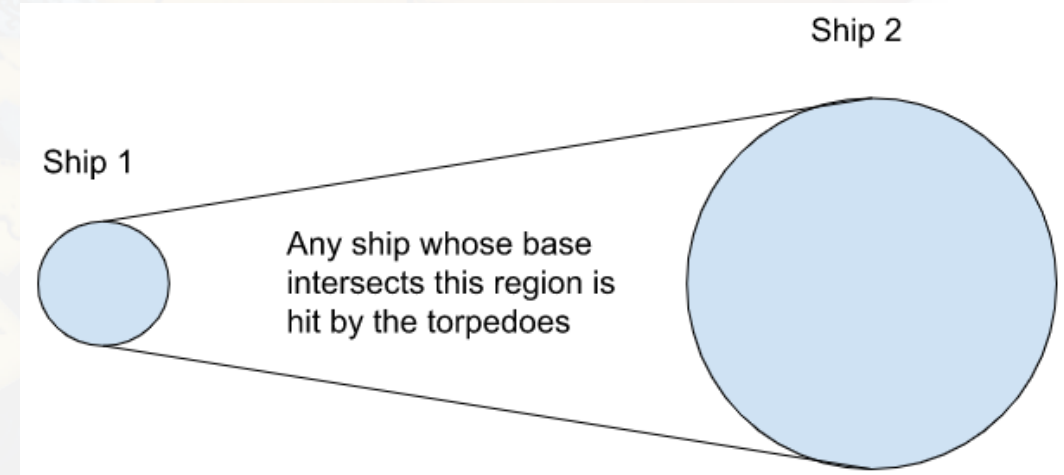 Ship 2
Ship 1
Any ship whose base
intersects this region is
hit by the torpedoes